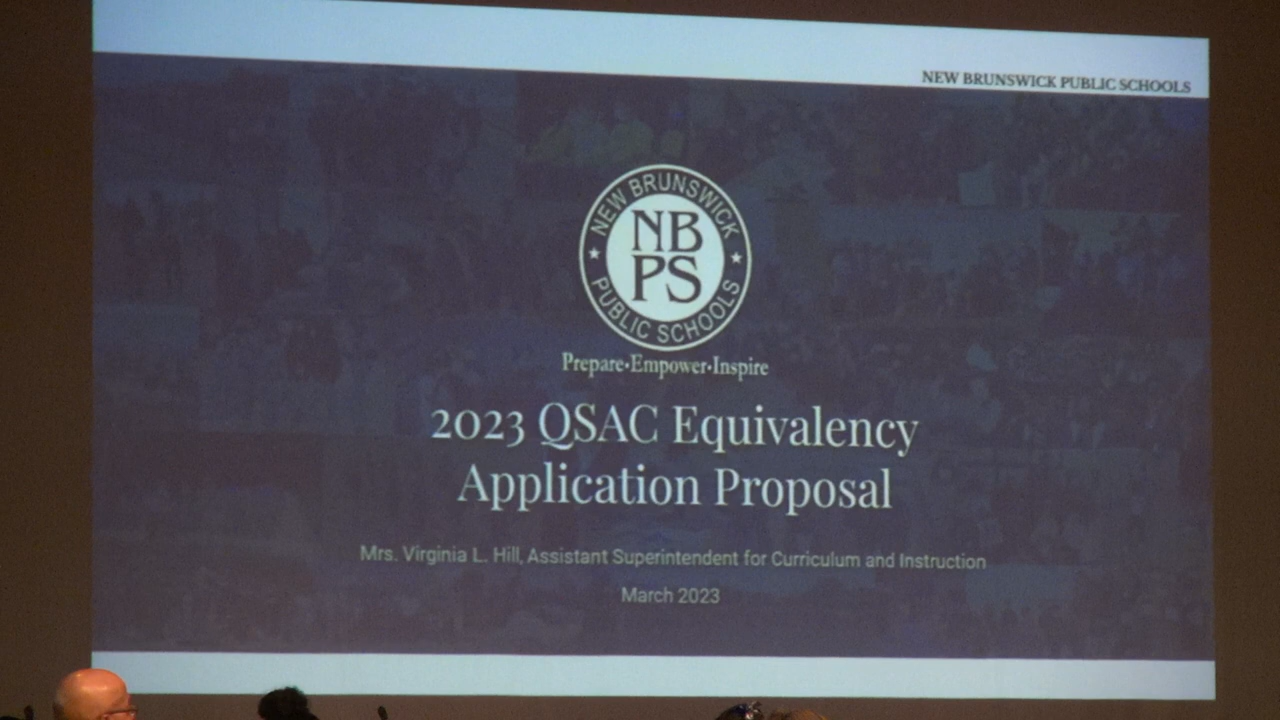 NEW BRUNSWICK PUBLIC SCHOOLS
NEW BRUNSWICK
NB
PS
PUBLIC SCHOOLS
Prepare•Empower•Inspire
2023 QSAC Equivalency
Application Proposal
Mrs. Virginia L. Hill, Assistant Superintendent for Curriculum and Instruction
March 2023